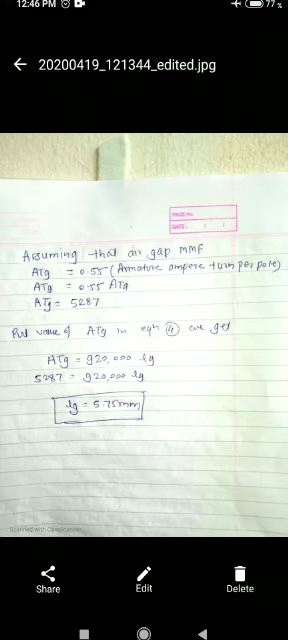 12:46 PM
77%
20200419_121344_edited.jpg
PAGE NO.
DATE: / /
Assuming that air gap MMF
ATg = 0.55 (Armature ampere turn per pole)
ATg = 0.55 ATa
ATg = 5287
Put value of ATg in eqn ④ we get
ATg = 920,000 lg
5287 = 920,000 lg
lg = 5.75mm
Scanned with CamScanner
Share
Edit
Delete